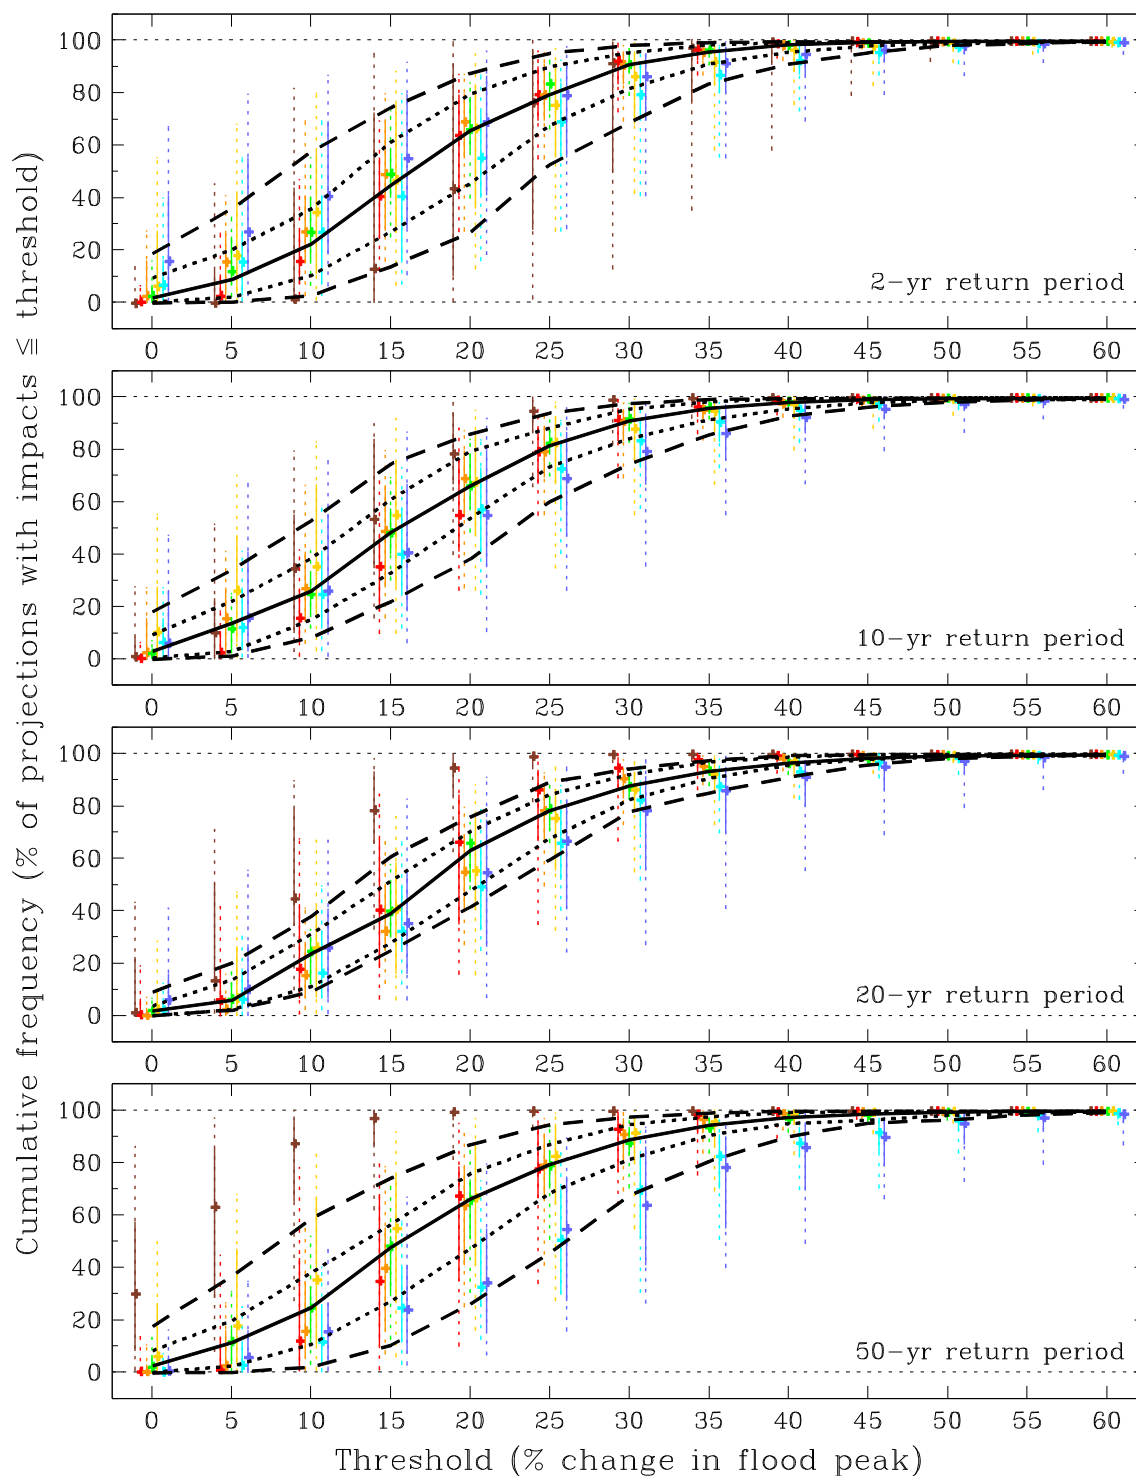 Cumulative frequency (% of projections with impacts ≤ threshold)
100
80
60
40
20
0
2-yr return period
0 5 10 15 20 25 30 35 40 45 50 55 60
100
80
60
40
20
0
10-yr return period
0 5 10 15 20 25 30 35 40 45 50 55 60
100
80
60
40
20
0
20-yr return period
0 5 10 15 20 25 30 35 40 45 50 55 60
100
80
60
40
20
0
50-yr return period
0 5 10 15 20 25 30 35 40 45 50 55 60
Threshold (% change in flood peak)